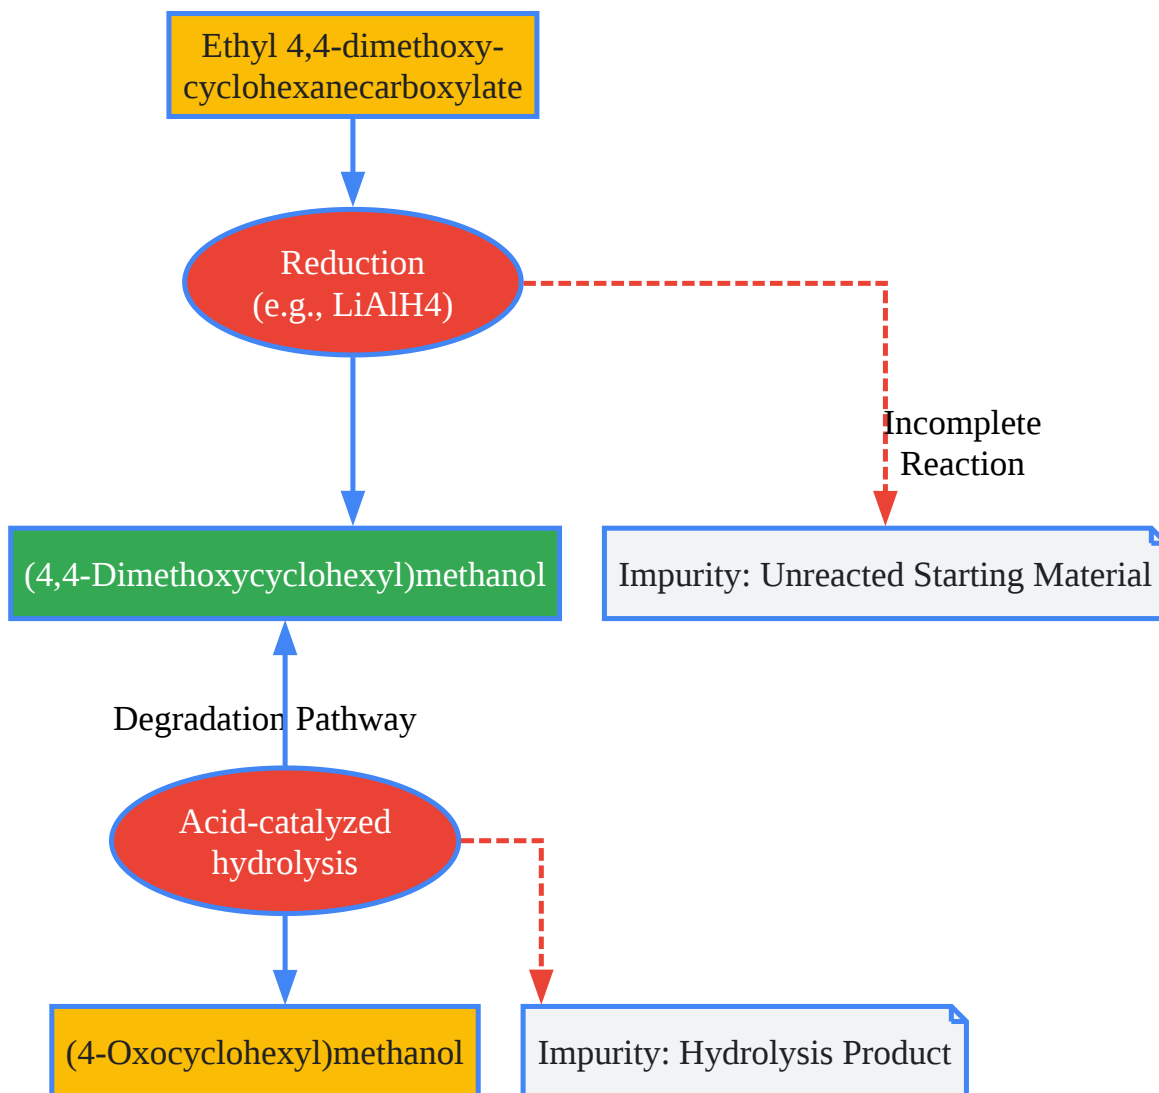 Ethyl 4,4-dimethoxy-
cyclohexanecarboxylate
Reduction
(e.g., LiAlH4)
Incomplete
Reaction
(4,4-Dimethoxycyclohexyl)methanol
Impurity: Unreacted Starting Material
Degradation Pathway
Acid-catalyzed
hydrolysis
(4-Oxocyclohexyl)methanol
Impurity: Hydrolysis Product